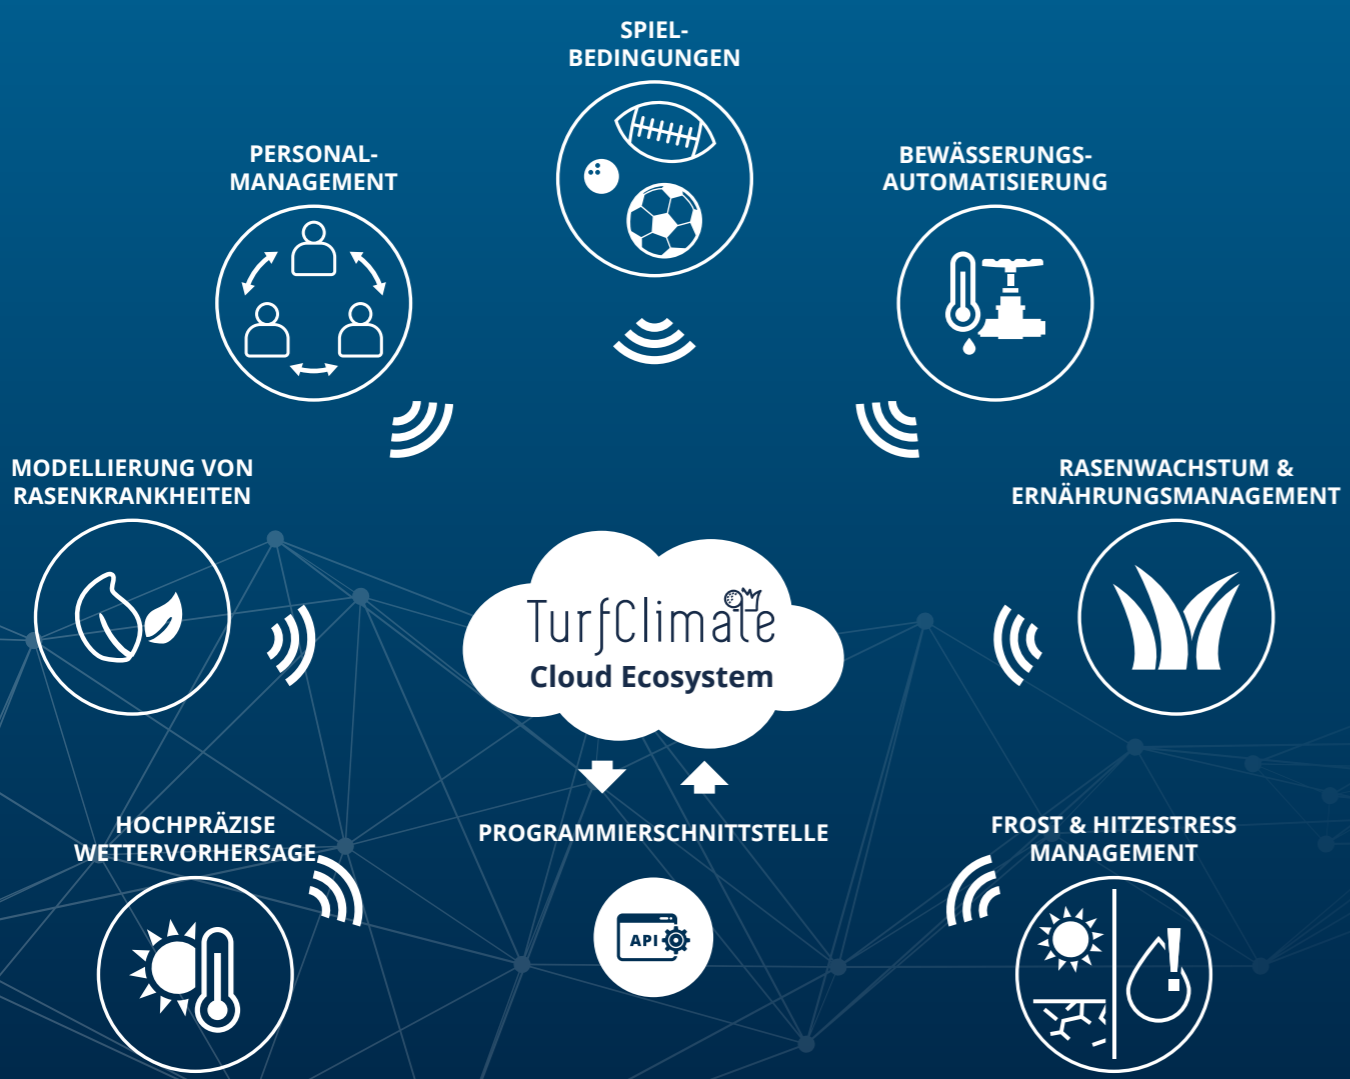 SPIEL-
BEDINGUNGEN
PERSONAL-
MANAGEMENT
BEWÄSSERUNGS-
AUTOMATISIERUNG
MODELLIERUNG VON
RASENKRANKHEITEN
RASENWACHSTUM &
ERNÄHRUNGSMANAGEMENT
TurfClimate
Cloud Ecosystem
HOCHPRÄZISE
WETTERVORHERSAGE
PROGRAMMIERSCHNITTSTELLE
API
FROST & HITZESTRESS
MANAGEMENT